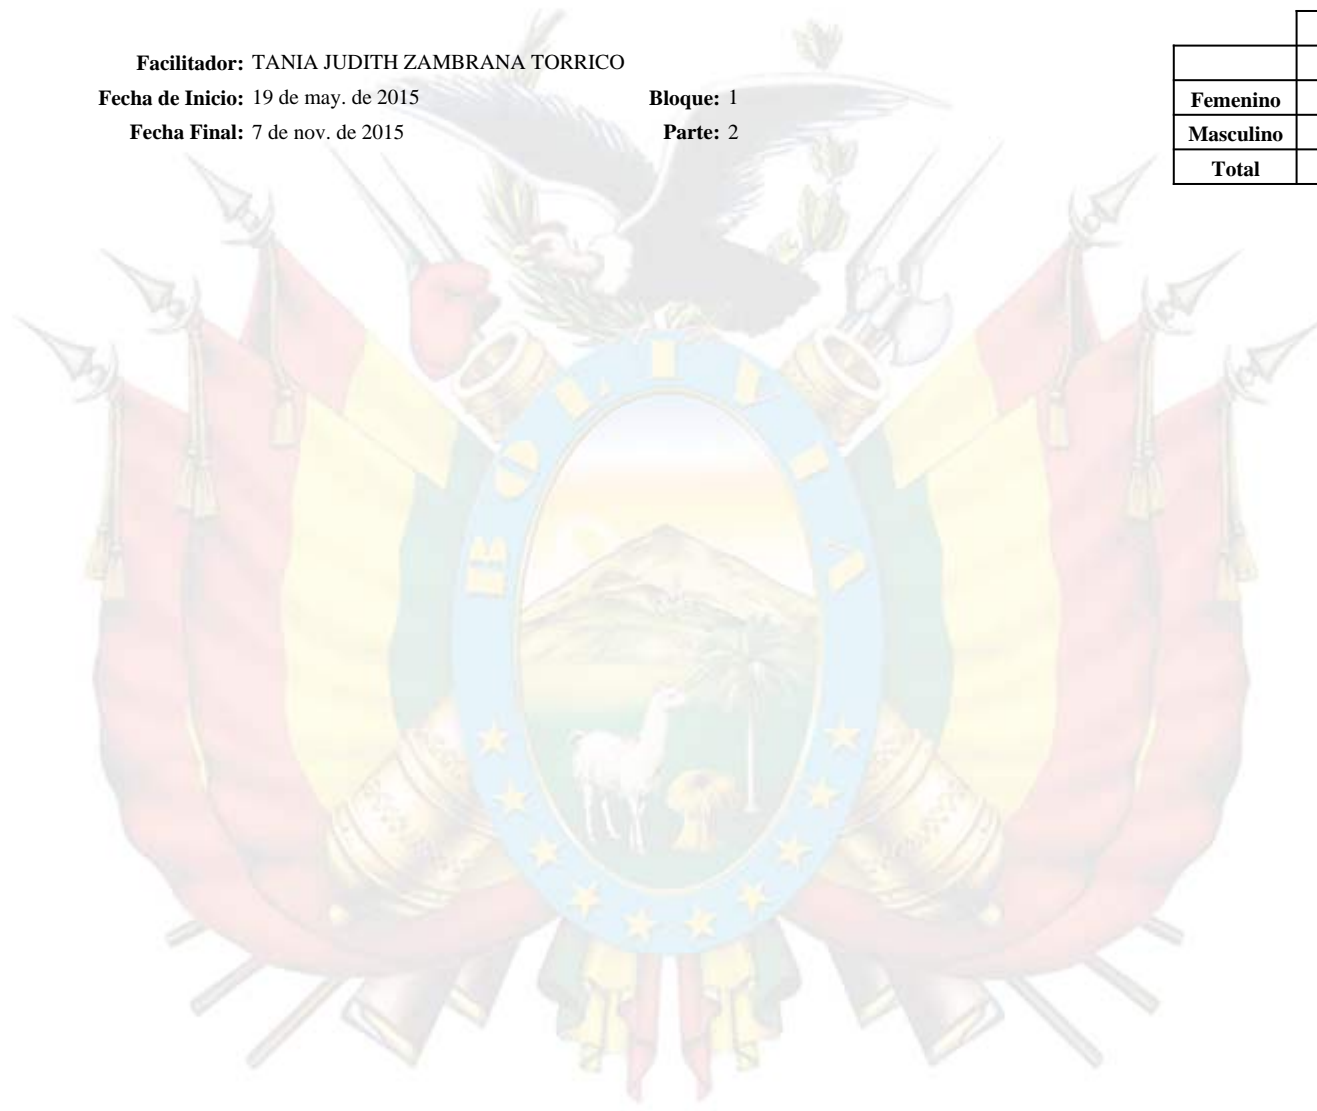 Facilitador: TANIA JUDITH ZAMBRANA TORRICO
Fecha de Inicio: 19 de may. de 2015 Bloque: 1
Fecha Final: 7 de nov. de 2015 Parte: 2
Femenino
Masculino
Total
BOLIVIA